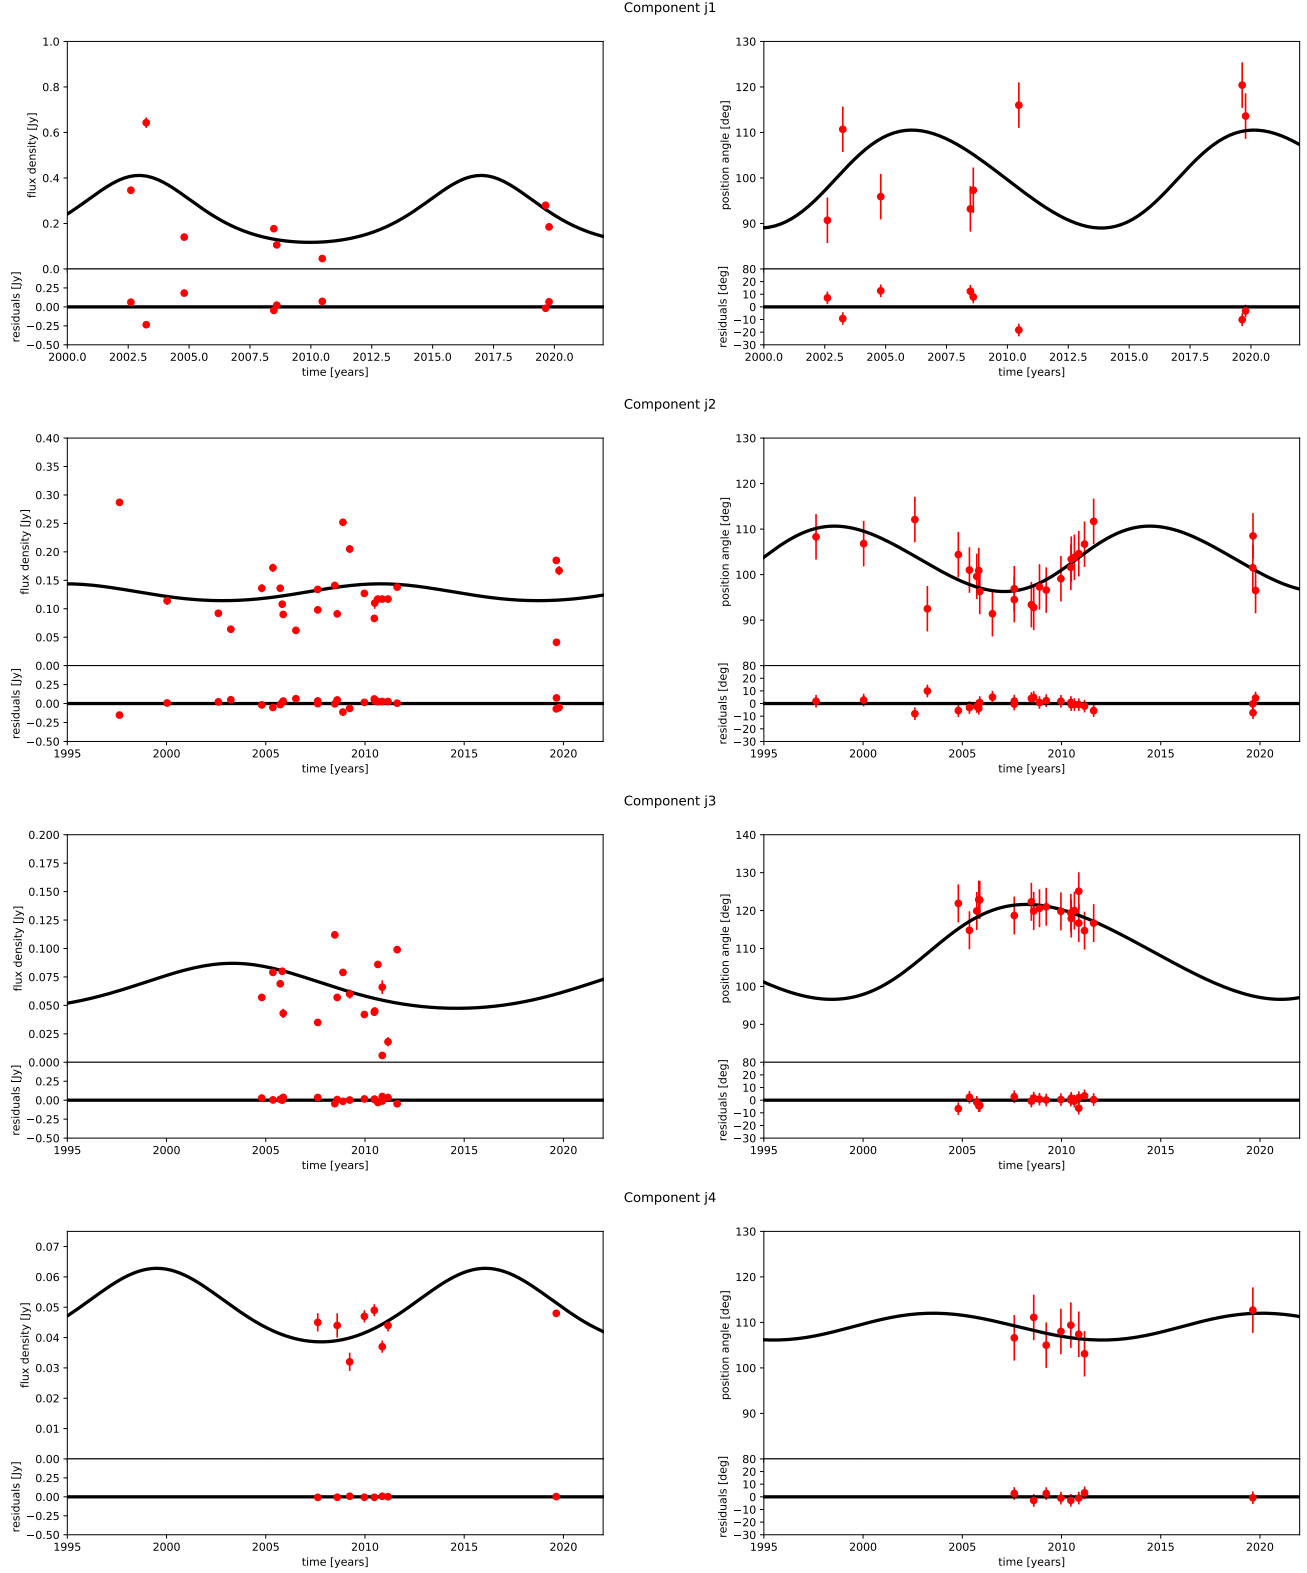 Component j1
1.0
0.8
0.6
0.4
0.2
0.0
flux density [Jy]
0.25
0.00
−0.25
−0.50
residuals [Jy]
2000.0 2002.5 2005.0 2007.5 2010.0 2012.5 2015.0 2017.5 2020.0
time [years]
130
120
110
100
90
80
position angle [deg]
20
10
0
−10
−20
−30
residuals [deg]
2000.0 2002.5 2005.0 2007.5 2010.0 2012.5 2015.0 2017.5 2020.0
time [years]
Component j2
0.40
0.35
0.30
0.25
0.20
0.15
0.10
0.05
0.00
flux density [Jy]
0.25
0.00
−0.25
−0.50
residuals [Jy]
1995 2000 2005 2010 2015 2020
time [years]
130
120
110
100
90
80
position angle [deg]
20
10
0
−10
−20
−30
residuals [deg]
1995 2000 2005 2010 2015 2020
time [years]
Component j3
0.200
0.175
0.150
0.125
0.100
0.075
0.050
0.025
0.000
flux density [Jy]
0.25
0.00
−0.25
−0.50
residuals [Jy]
1995 2000 2005 2010 2015 2020
time [years]
140
130
120
110
100
90
80
position angle [deg]
20
10
0
−10
−20
−30
residuals [deg]
1995 2000 2005 2010 2015 2020
time [years]
Component j4
0.07
0.06
0.05
0.04
0.03
0.02
0.01
0.00
flux density [Jy]
0.25
0.00
−0.25
−0.50
residuals [Jy]
1995 2000 2005 2010 2015 2020
time [years]
130
120
110
100
90
80
position angle [deg]
20
10
0
−10
−20
−30
residuals [deg]
1995 2000 2005 2010 2015 2020
time [years]